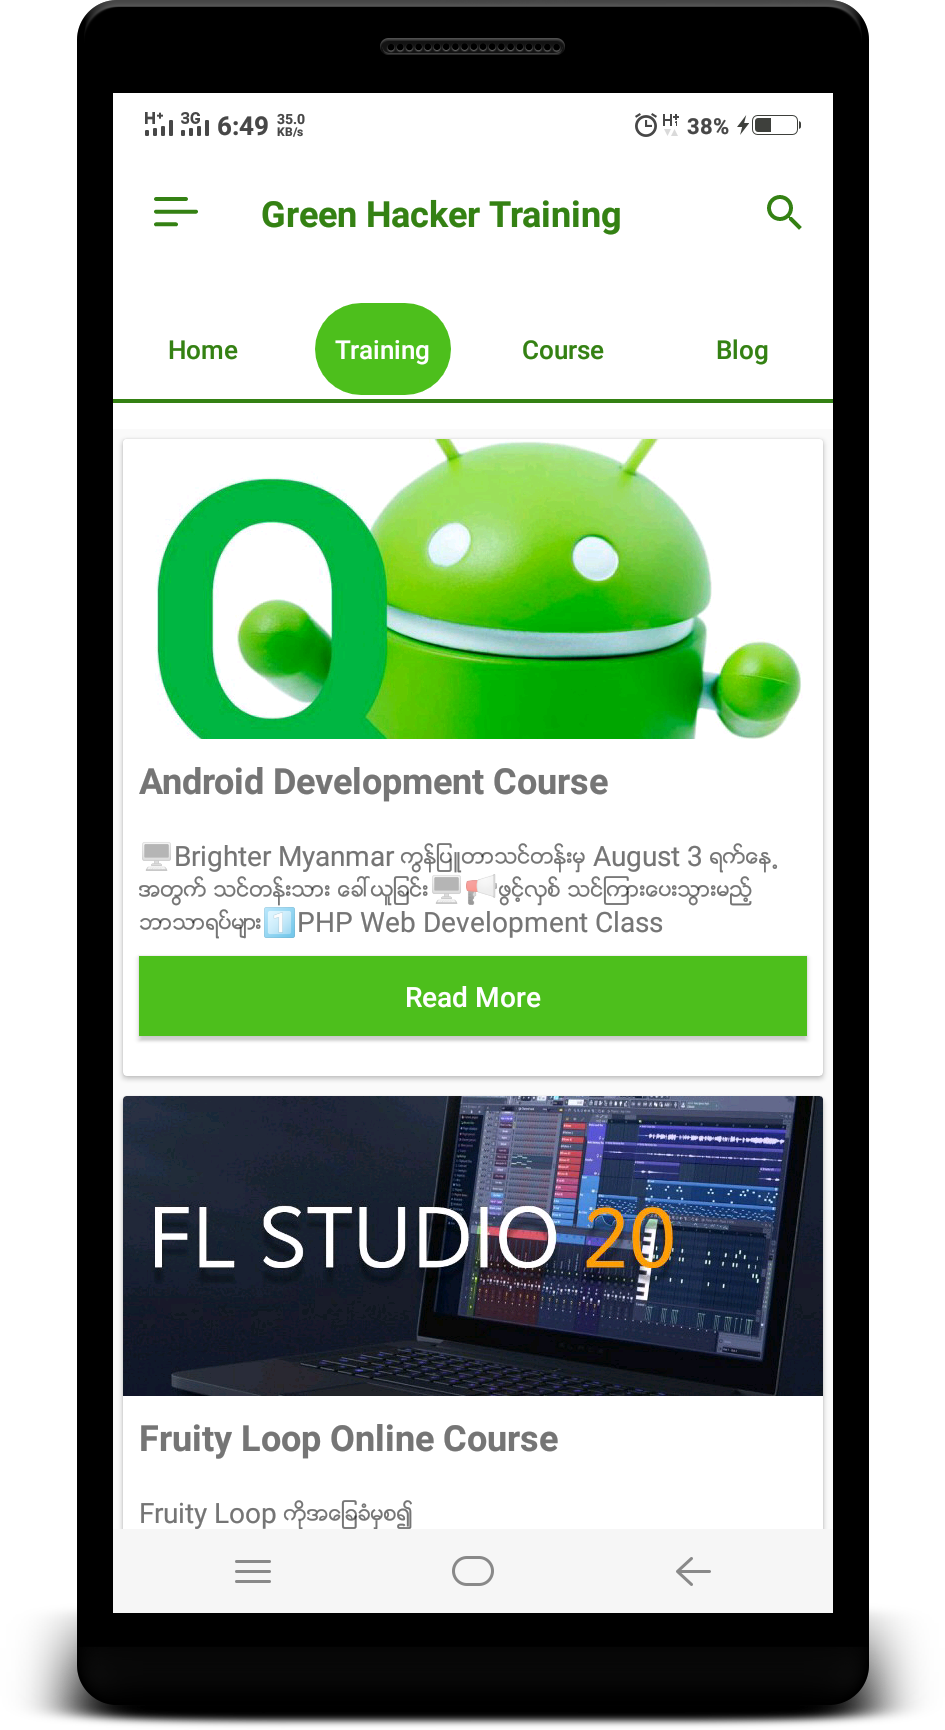 H+ 3G 6:49 35.0 KB/s H† 38%
Green Hacker Training
Home Training Course Blog
Q
Android Development Course
🖥️Brighter Myanmar ကွန်ပြူတာသင်တန်းမှ August 3 ရက်နေ့
အတွက် သင်တန်းသား ခေါ်ယူခြင်း🖥️📢ဖွင့်လှစ် သင်ကြားပေးသွားမည့်
ဘာသာရပ်များ1️⃣PHP Web Development Class
Read More
FL STUDIO 20
Fruity Loop Online Course
Fruity Loop ကိုအခြေခံမှစ၍